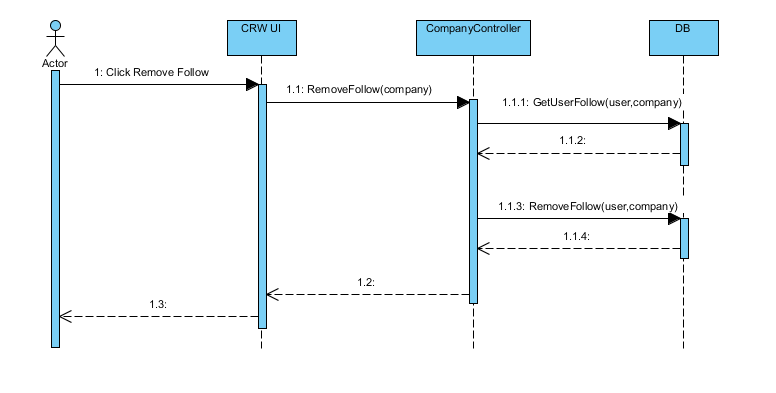 CRW UI
CompanyController
DB
Actor
1: Click Remove Follow
1.1: RemoveFollow(company)
1.1.1: GetUserFollow(user,company)
1.1.2:
1.1.3: RemoveFollow(user,company)
1.1.4:
1.2:
1.3: